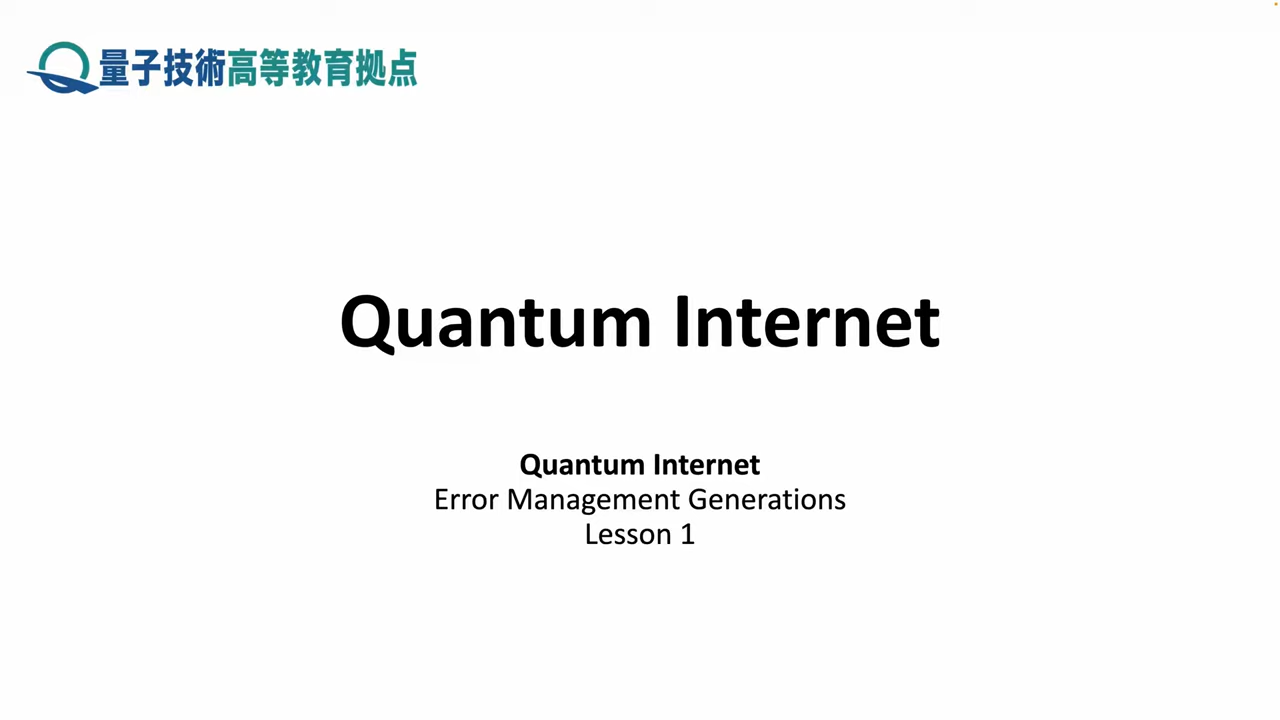 量子技術高等教育拠点
Quantum Internet
Quantum Internet
Error Management Generations
Lesson 1